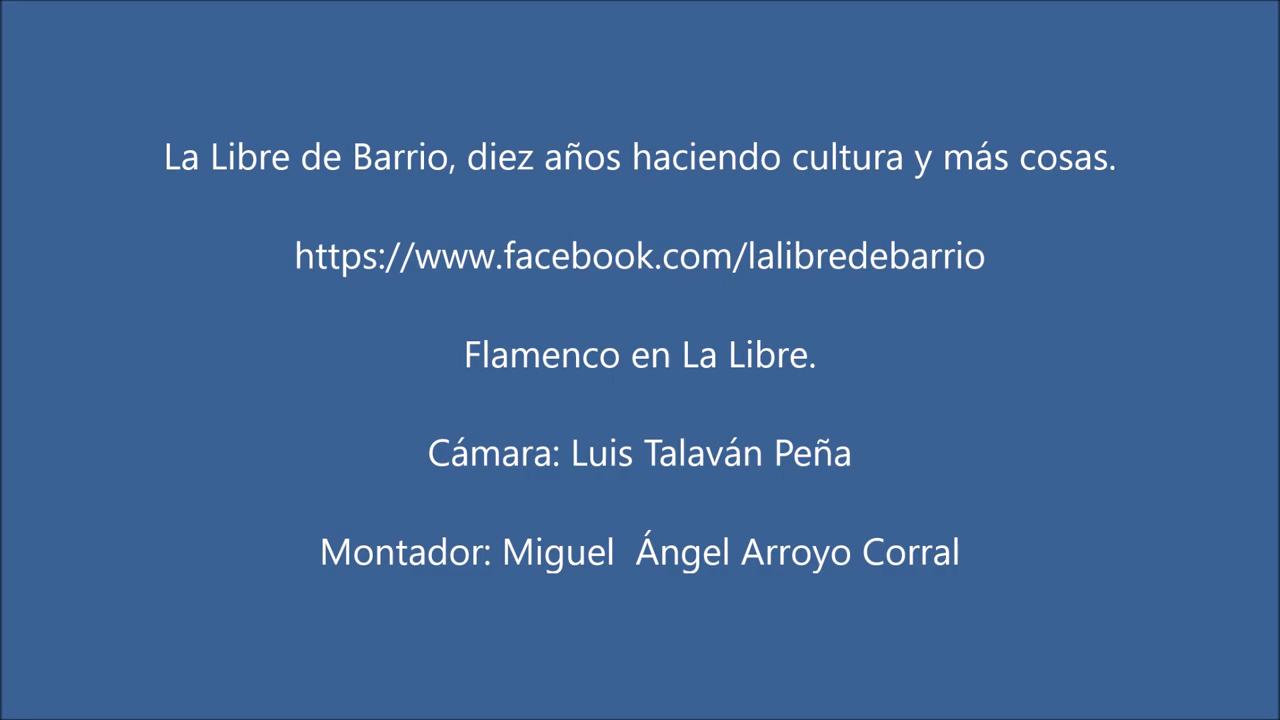 La Libre de Barrio, diez años haciendo cultura y más cosas.
https://www.facebook.com/lalibredebarrio
Flamenco en La Libre.
Cámara: Luis Talaván Peña
Montador: Miguel  Ángel Arroyo Corral